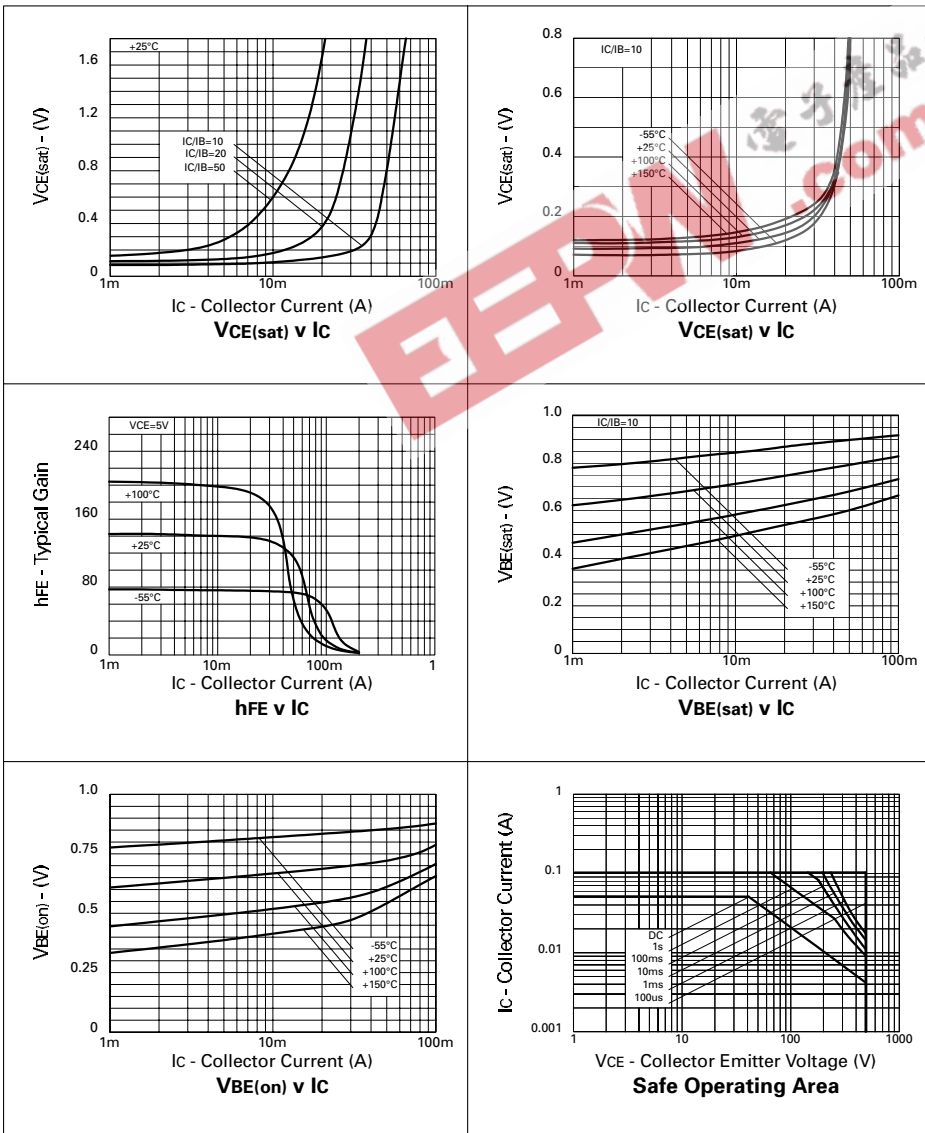 +25°C
1.6
1.2
0.8
0.4
0
VCE(sat) - (V)
IC/IB=10
IC/IB=20
IC/IB=50
1m
10m
100m
IC - Collector Current (A)
VCE(sat) v IC
IC/IB=10
0.8
0.6
0.4
0.2
0
VCE(sat) - (V)
-55°C
+25°C
+100°C
+150°C
1m
10m
100m
IC - Collector Current (A)
VCE(sat) v IC
電子產品
EEPW.com
VCE=5V
240
160
80
0
hFE - Typical Gain
+100°C
+25°C
-55°C
1m
10m
100m
1
IC - Collector Current (A)
hFE v IC
IC/IB=10
1.0
0.8
0.6
0.4
0.2
0
VBE(sat) - (V)
-55°C
+25°C
+100°C
+150°C
1m
10m
100m
IC - Collector Current (A)
VBE(sat) v IC
1.0
0.75
0.5
0.25
0
VBE(on) - (V)
-55°C
+25°C
+100°C
+150°C
1m
10m
100m
IC - Collector Current (A)
VBE(on) v IC
1
0.1
0.01
0.001
IC - Collector Current (A)
DC
1s
100ms
10ms
1ms
100us
1
10
100
1000
VCE - Collector Emitter Voltage (V)
Safe Operating Area